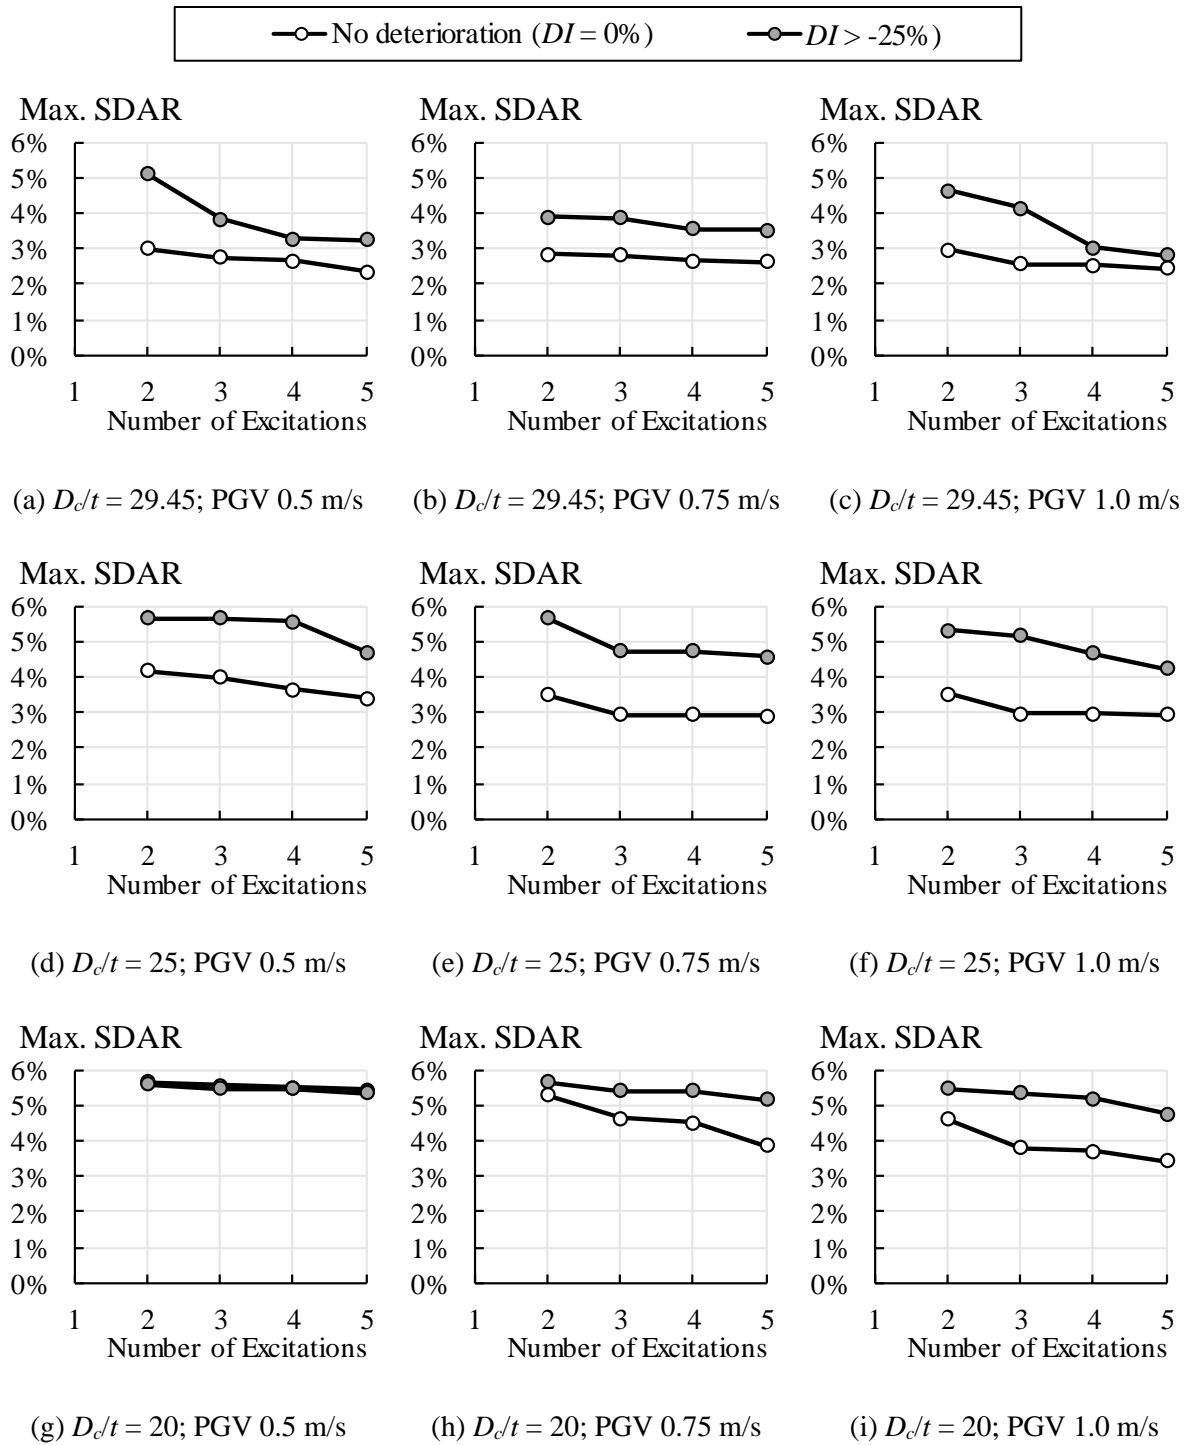 No deterioration (DI = 0%) DI > -25%)
Max. SDAR Max. SDAR Max. SDAR
6% 6% 6%
5% 5% 5%
4% 4% 4%
3% 3% 3%
2% 2% 2%
1% 1% 1%
0% 0% 0%
1 2 3 4 5 1 2 3 4 5 1 2 3 4 5
Number of Excitations Number of Excitations Number of Excitations
(a) Dc/t = 29.45; PGV 0.5 m/s (b) Dc/t = 29.45; PGV 0.75 m/s (c) Dc/t = 29.45; PGV 1.0 m/s
Max. SDAR Max. SDAR Max. SDAR
6% 6% 6%
5% 5% 5%
4% 4% 4%
3% 3% 3%
2% 2% 2%
1% 1% 1%
0% 0% 0%
1 2 3 4 5 1 2 3 4 5 1 2 3 4 5
Number of Excitations Number of Excitations Number of Excitations
(d) Dc/t = 25; PGV 0.5 m/s (e) Dc/t = 25; PGV 0.75 m/s (f) Dc/t = 25; PGV 1.0 m/s
Max. SDAR Max. SDAR Max. SDAR
6% 6% 6%
5% 5% 5%
4% 4% 4%
3% 3% 3%
2% 2% 2%
1% 1% 1%
0% 0% 0%
1 2 3 4 5 1 2 3 4 5 1 2 3 4 5
Number of Excitations Number of Excitations Number of Excitations
(g) Dc/t = 20; PGV 0.5 m/s (h) Dc/t = 20; PGV 0.75 m/s (i) Dc/t = 20; PGV 1.0 m/s